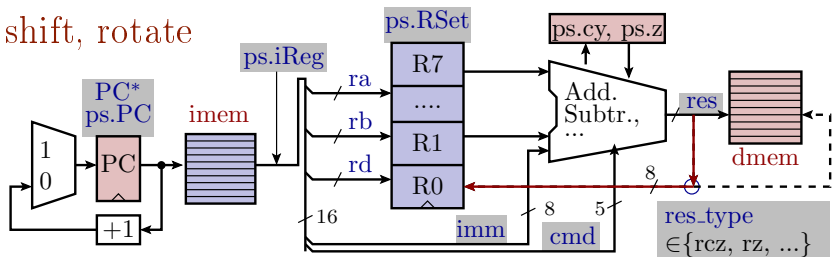 shift, rotate
PC*
ps.PC
1
0
PC
+1
imem
ps.iReg
16
ra
rb
rd
ps.RSet
R7
....
R1
R0
imm
8
cmd
5
ps.cy, ps.z
Add.
Subtr.,
...
res
dmem
8
res_type
∈{rcz, rz, ...}